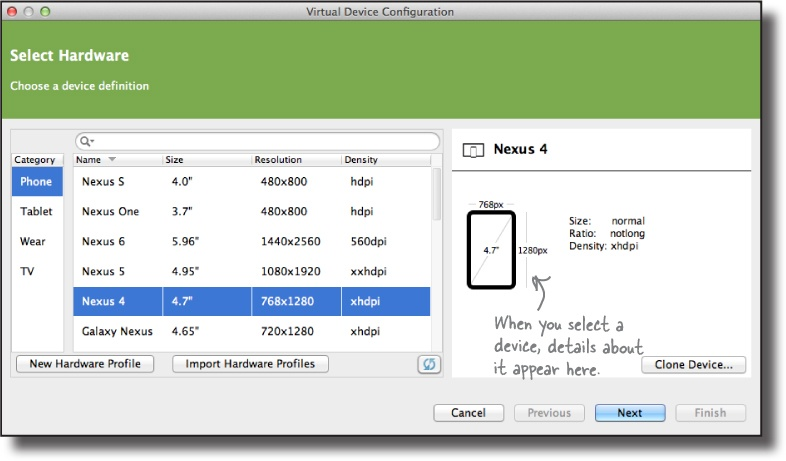 Virtual Device Configuration
Select Hardware
Choose a device definition
Category
Phone
Tablet
Wear
TV
Name Size Resolution Density
Nexus S 4.0" 480x800 hdpi
Nexus One 3.7" 480x800 hdpi
Nexus 6 5.96" 1440x2560 560dpi
Nexus 5 4.95" 1080x1920 xxhdpi
Nexus 4 4.7" 768x1280 xhdpi
Galaxy Nexus 4.65" 720x1280 xhdpi
New Hardware Profile Import Hardware Profiles
Nexus 4
768px
4.7"
1280px
Size: normal
Ratio: notlong
Density: xhdpi
When you select a
device, details about
it appear here.
Clone Device...
Cancel Previous Next Finish